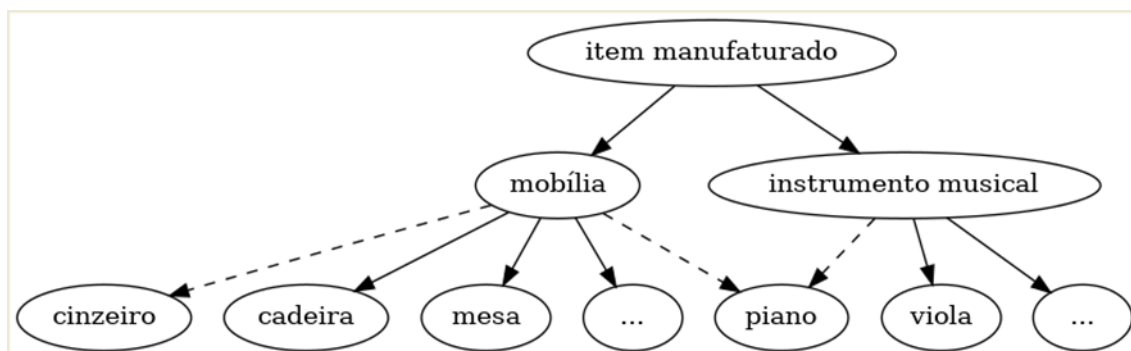 item manufaturado
mobília instrumento musical
cinzeiro cadeira mesa ... piano viola ...